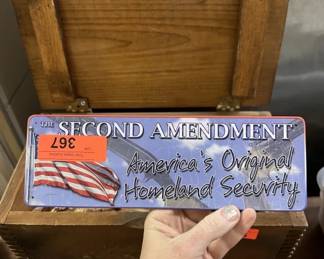 THE SECOND AMENDMENT
367
America's Original
Homeland Security